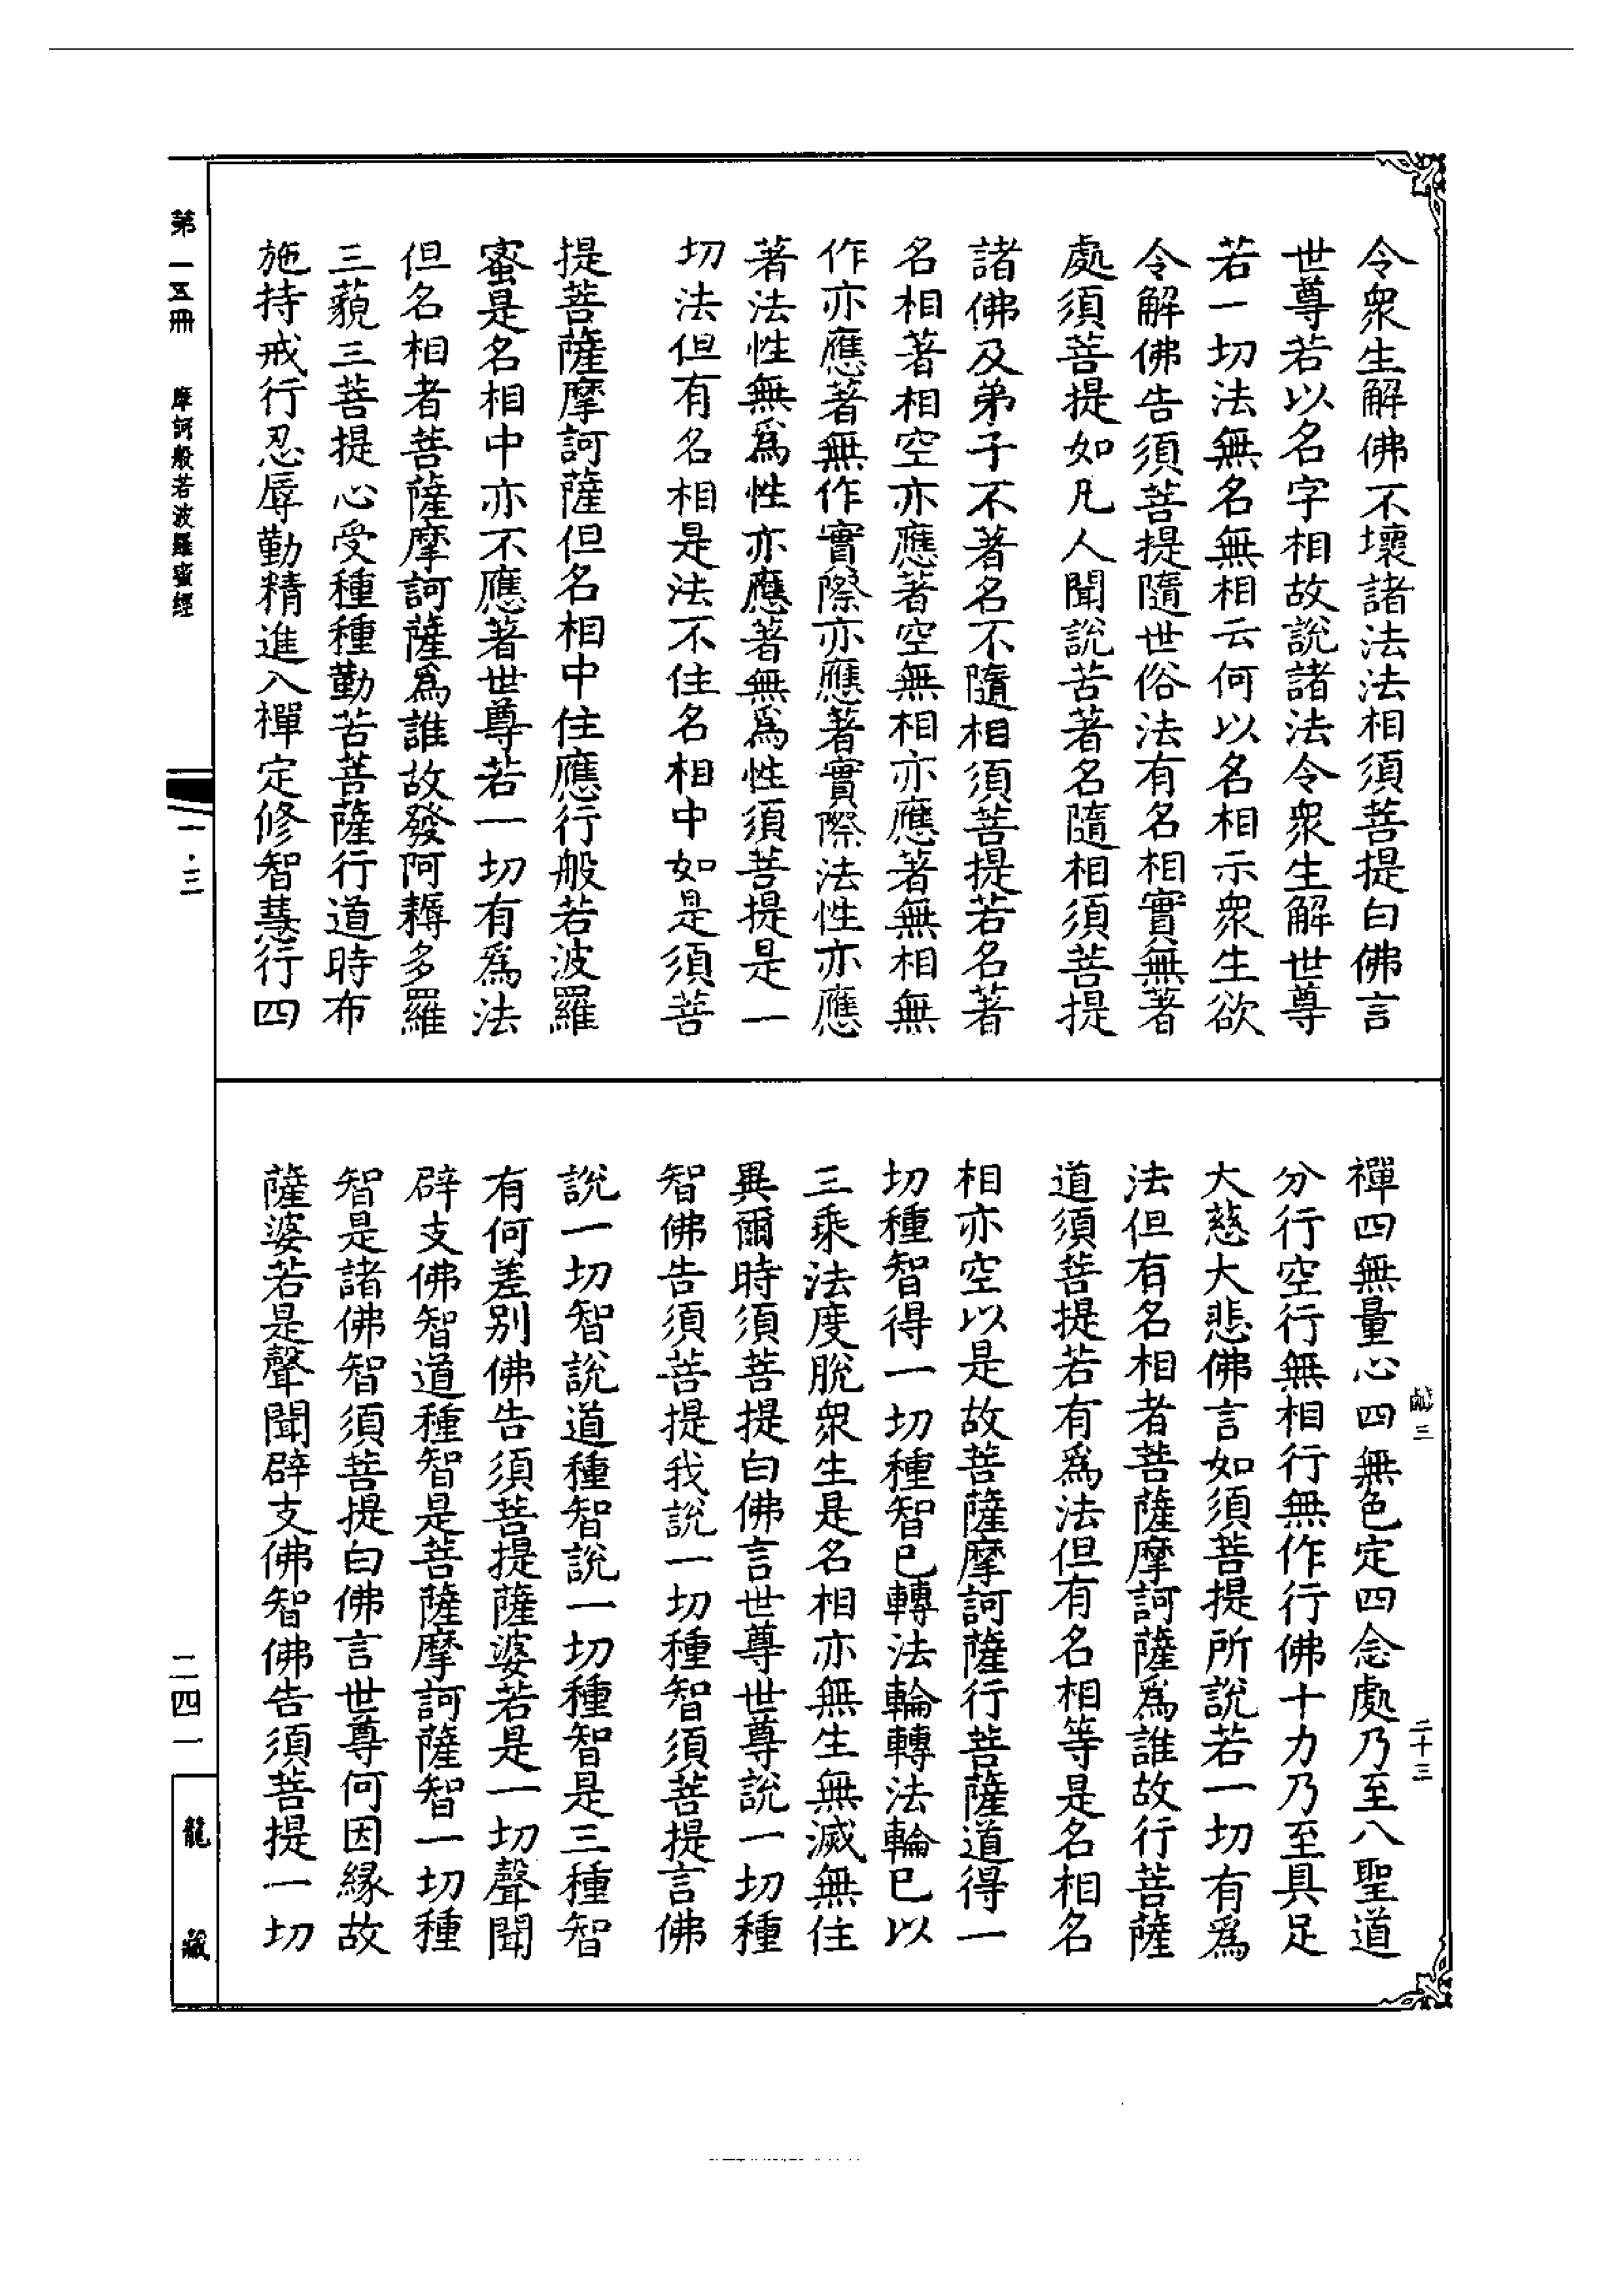 令衆生解佛不壞諸法法相須菩提白佛言
世尊若以名字相故說諸法令衆生解世尊
若一切法無名無相云何以名相示衆生欲
令解佛告須菩提隨世俗法有名相實無著
處須菩提如凡人聞說苦著名隨相須菩提
諸佛及弟子不著名不隨相須菩提若名著
名相著相空亦應著空無相亦應著無相無
作亦應著無作實際亦應著實際法性亦應
著法性無爲性亦應著無爲性須菩提是一
切法但有名相是法不住名相中如是須菩
提菩薩摩訶薩但名相中住應行般若波羅
蜜是名相中亦不應著世尊若一切有爲法
但名相者菩薩摩訶薩爲誰故發阿耨多羅
三藐三菩提心受種種勤苦菩薩行道時布
施持戒行忍辱勤精進入禪定修智慧行四
禪四無量心四無色定四念處乃至八聖道
分行空行無相行無作行佛十力乃至具足
大慈大悲佛言如須菩提所說若一切有爲
法但有名相者菩薩摩訶薩爲誰故行菩薩
道須菩提若有爲法但有名相等是名相名
相亦空以是故菩薩摩訶薩行菩薩道得一
切種智得一切種智已轉法輪轉法輪已以
三乘法度脫衆生是名相亦無生無滅無住
異爾時須菩提白佛言世尊世尊說一切種
智佛告須菩提我說一切種智須菩提言佛
說一切智說道種智說一切種智是三種智
有何差別佛告須菩提薩婆若是一切聲聞
辟支佛智道種智是菩薩摩訶薩智一切種
智是諸佛智須菩提白佛言世尊何因緣故
薩婆若是聲聞辟支佛智佛告須菩提一切
鹹三
二十三
第一五冊
摩訶般若波羅蜜經
一·三
二四一
龍藏